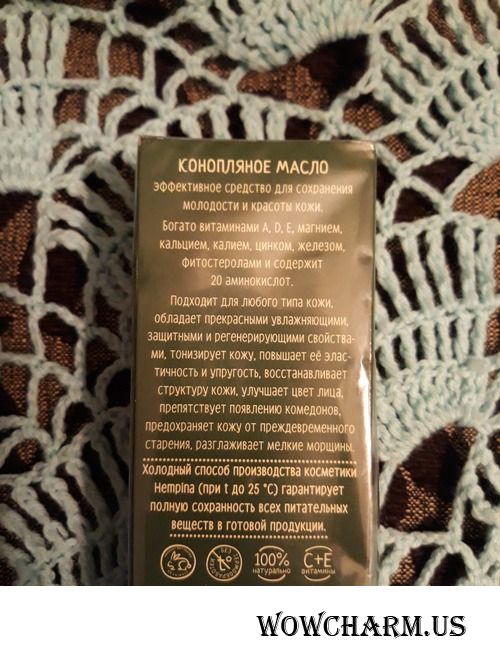 КОНОПЛЯНОЕ МАСЛО
эффективное средство для сохранения
молодости и красоты кожи.
Богато витаминами A, D, E, магнием,
кальцием, калием, цинком, железом,
фитостеролами и содержит
20 аминокислот.
Подходит для любого типа кожи,
обладает прекрасными увлажняющими,
защитными и регенерирующими свойства-
ми, тонизирует кожу, повышает её элас-
тичность и упругость, восстанавливает
структуру кожи, улучшает цвет лица,
препятствует появлению комедонов,
предохраняет кожу от преждевременного
старения, разглаживает мелкие морщины.
Холодный способ производства косметики
Hempina (при t до 25 °C) гарантирует
полную сохранность всех питательных
веществ в готовой продукции.
БЕЗ t° 100% C+E
натурально витамины
WOWCHARM.US